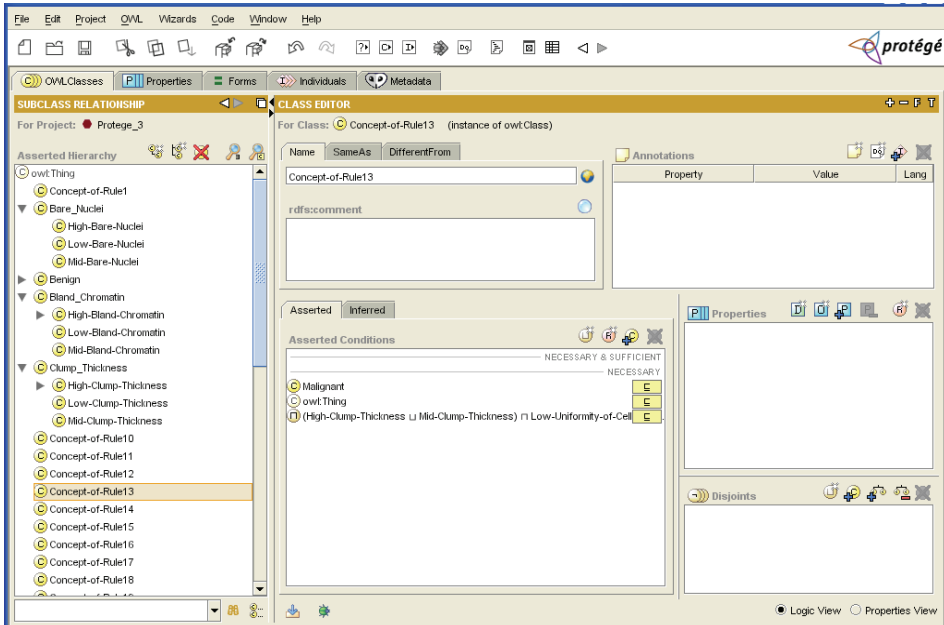 File Edit Project OWL Wizards Code Window Help
protégé
OWLClasses Properties Forms Individuals Metadata
SUBCLASS RELATIONSHIP
For Project: Protege_3
Asserted Hierarchy
owl:Thing
Concept-of-Rule1
Bare_Nuclei
High-Bare-Nuclei
Low-Bare-Nuclei
Mid-Bare-Nuclei
Benign
Bland_Chromatin
High-Bland-Chromatin
Low-Bland-Chromatin
Mid-Bland-Chromatin
Clump_Thickness
High-Clump-Thickness
Low-Clump-Thickness
Mid-Clump-Thickness
Concept-of-Rule10
Concept-of-Rule11
Concept-of-Rule12
Concept-of-Rule13
Concept-of-Rule14
Concept-of-Rule15
Concept-of-Rule16
Concept-of-Rule17
Concept-of-Rule18
CLASS EDITOR
For Class: Concept-of-Rule13 (instance of owl:Class)
Name SameAs DifferentFrom
Concept-of-Rule13
rdfs:comment
Annotations
Property Value Lang
Asserted Inferred
Asserted Conditions
NECESSARY & SUFFICIENT
NECESSARY
Malignant ⊑
owl:Thing ⊑
(High-Clump-Thickness ⊔ Mid-Clump-Thickness) ⊓ Low-Uniformity-of-Cell ⊑
Properties
Disjoints
Logic View Properties View